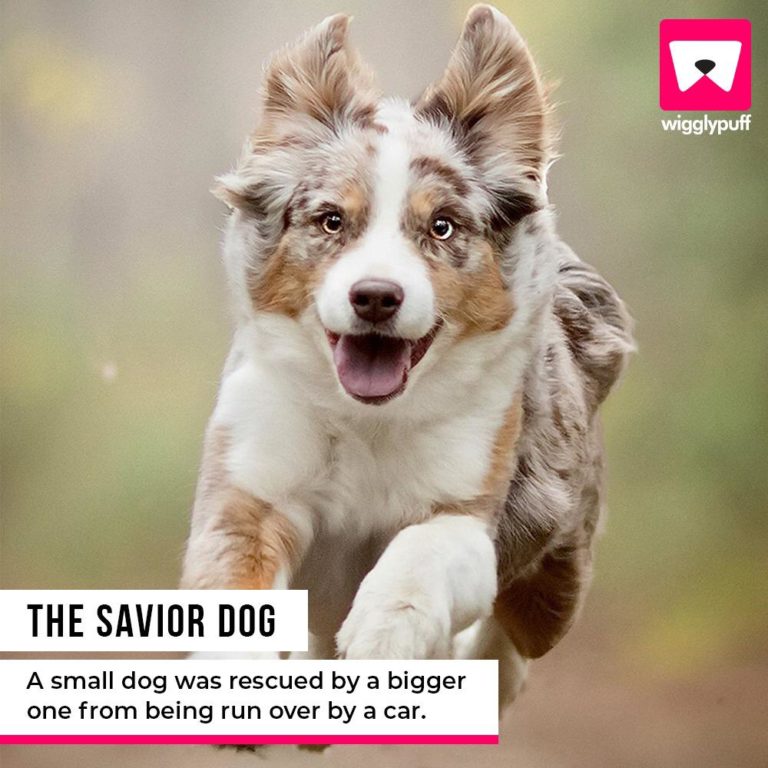 wigglypuff
THE SAVIOR DOG
A small dog was rescued by a bigger
one from being run over by a car.